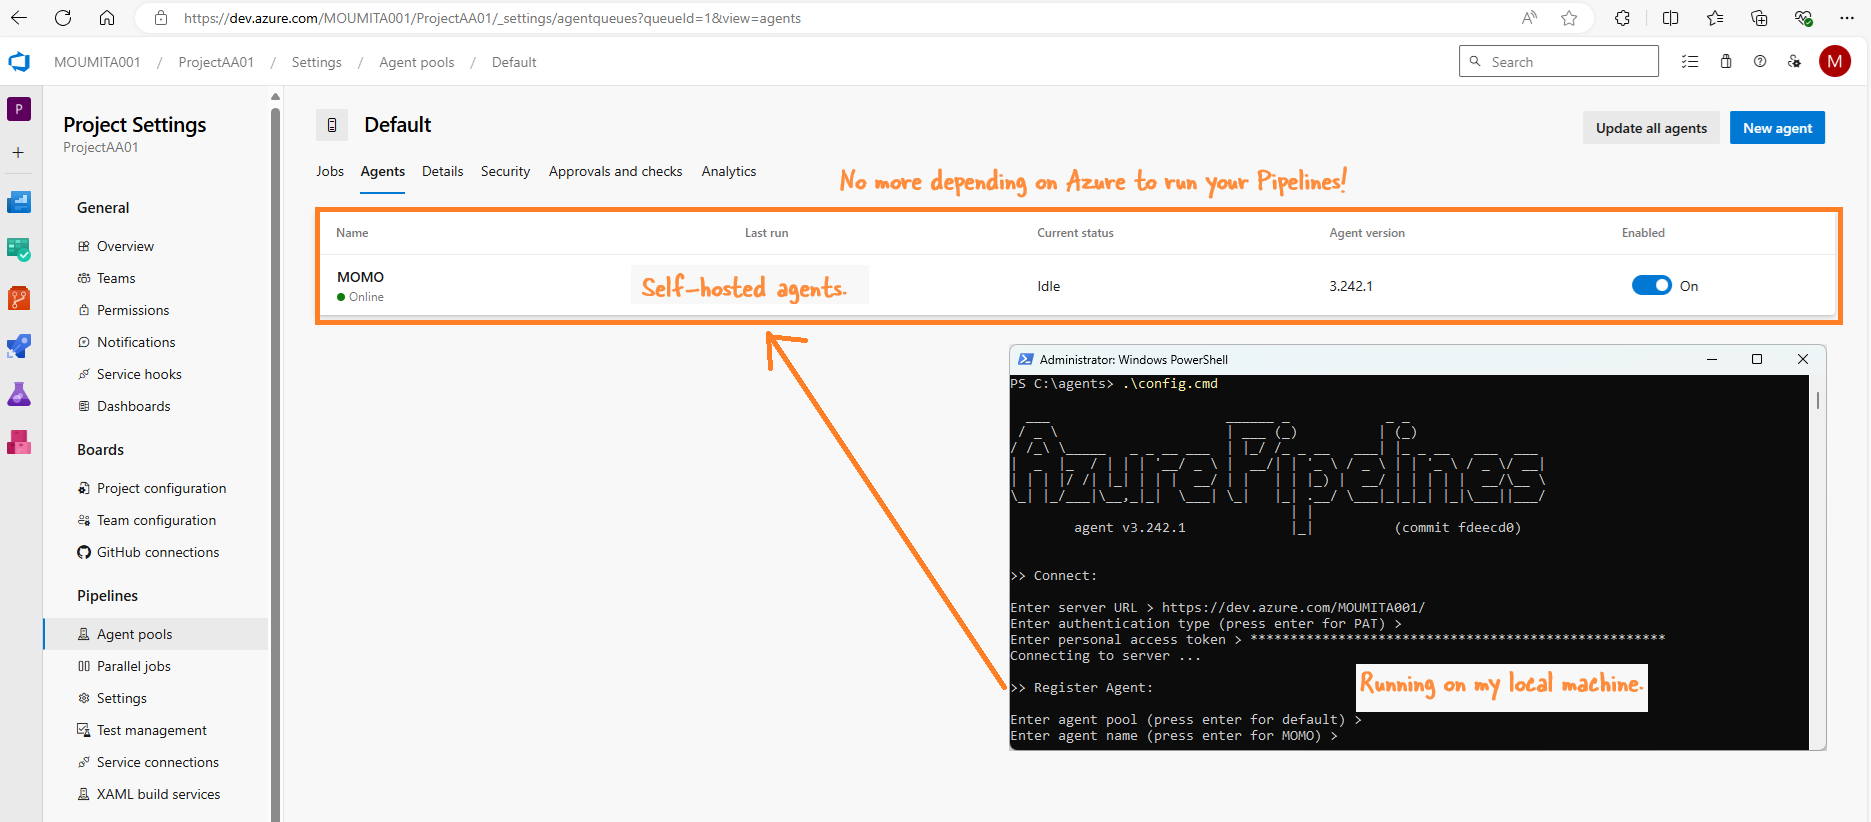 https://dev.azure.com/MOUMITA001/ProjectAA01/_settings/agentqueues?queueId=1&view=agents
MOUMITA001 / ProjectAA01 / Settings / Agent pools / Default
Search
M
P
Project Settings
ProjectAA01
General
Overview
Teams
Permissions
Notifications
Service hooks
Dashboards
Boards
Project configuration
Team configuration
GitHub connections
Pipelines
Agent pools
Parallel jobs
Settings
Test management
Service connections
XAML build services
Default
Update all agents
New agent
Jobs Agents Details Security Approvals and checks Analytics
No more depending on Azure to run your Pipelines!
Name Last run Current status Agent version Enabled
MOMO
Online
Self-hosted agents.
Idle
3.242.1
On
Administrator: Windows PowerShell
PS C:\agents> .\config.cmd
Azure Pipelines
agent v3.242.1 (commit fdeecd0)
>> Connect:
Enter server URL > https://dev.azure.com/MOUMITA001/
Enter authentication type (press enter for PAT) >
Enter personal access token > ****************************************************
Connecting to server ...
>> Register Agent:
Running on my local machine.
Enter agent pool (press enter for default) >
Enter agent name (press enter for MOMO) >